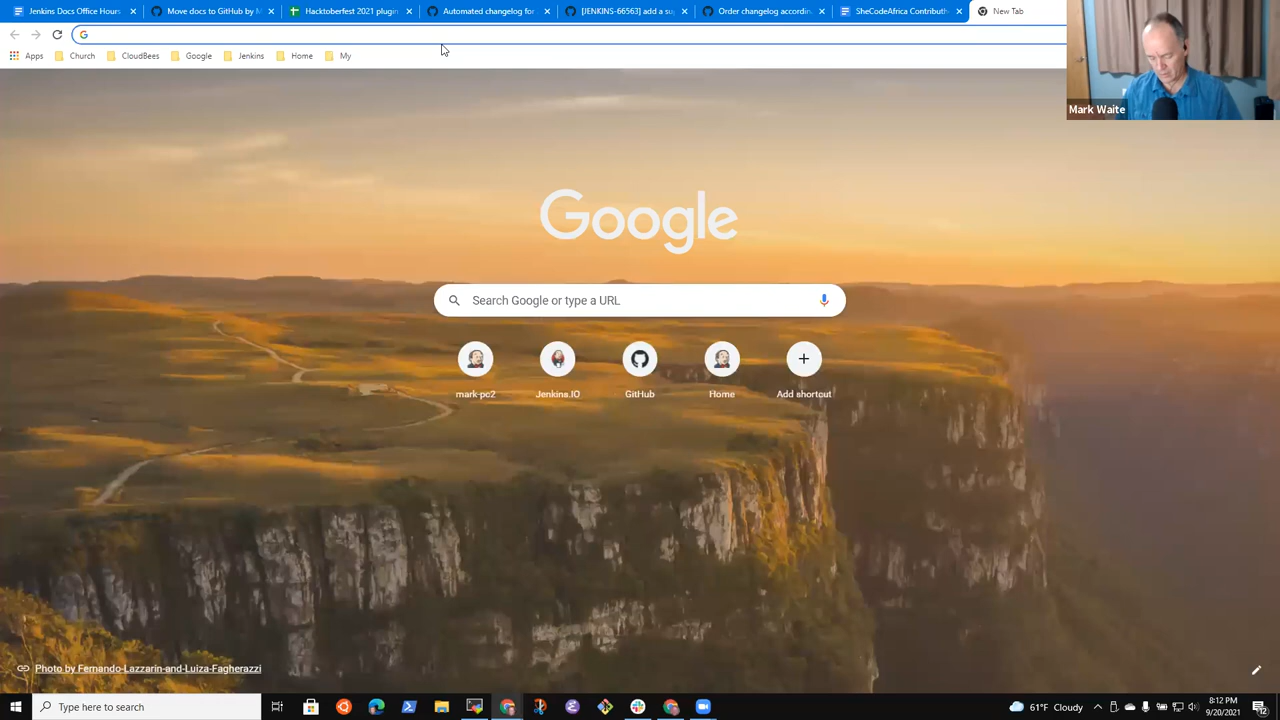 Jenkins Docs Office Hours
Move docs to GitHub by M
Hacktoberfest 2021 plugin
Automated changelog for
[JENKINS-66563] add a su
Order changelog accordin
SheCodeAfrica Contributh
New Tab
Apps
Church
CloudBees
Google
Jenkins
Home
My
Mark Waite
Google
Search Google or type a URL
mark-pc2
Jenkins.IO
GitHub
Home
Add shortcut
Photo by Fernando-Lazzarin-and-Luiza-Fagherazzi
Type here to search
61°F Cloudy
8:12 PM
9/20/2021
12